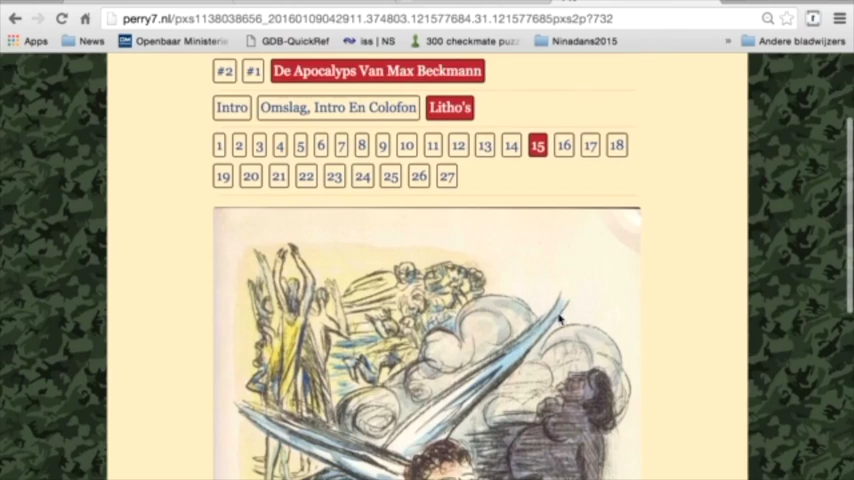 perry7.nl/pxs1138038656_20160109042911.374803.121577684.31.121577685pxs2p?732
Apps News Openbaar Ministerie GDB-QuickRef iss | NS 300 checkmate puz Ninadans2015 » Andere bladwijzers
#2 #1 De Apocalyps Van Max Beckmann
Intro Omslag, Intro En Colofon Litho's
1 2 3 4 5 6 7 8 9 10 11 12 13 14 15 16 17 18
19 20 21 22 23 24 25 26 27